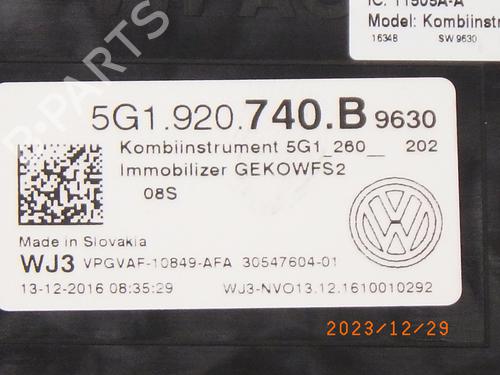 IC: 11905A-A
Model: Kombiinstr
16348 SW 9630
5G1.920.740.B 9630
Kombiinstrument 5G1_260__ 202
Immobilizer GEKOWFS2
08S
Made in Slovakia
WJ3 VPGVAF-10849-AFA 30547604-01
13-12-2016 08:35:29 WJ3-NVO13.12.1610010292
2023/12/29
B-PARTS